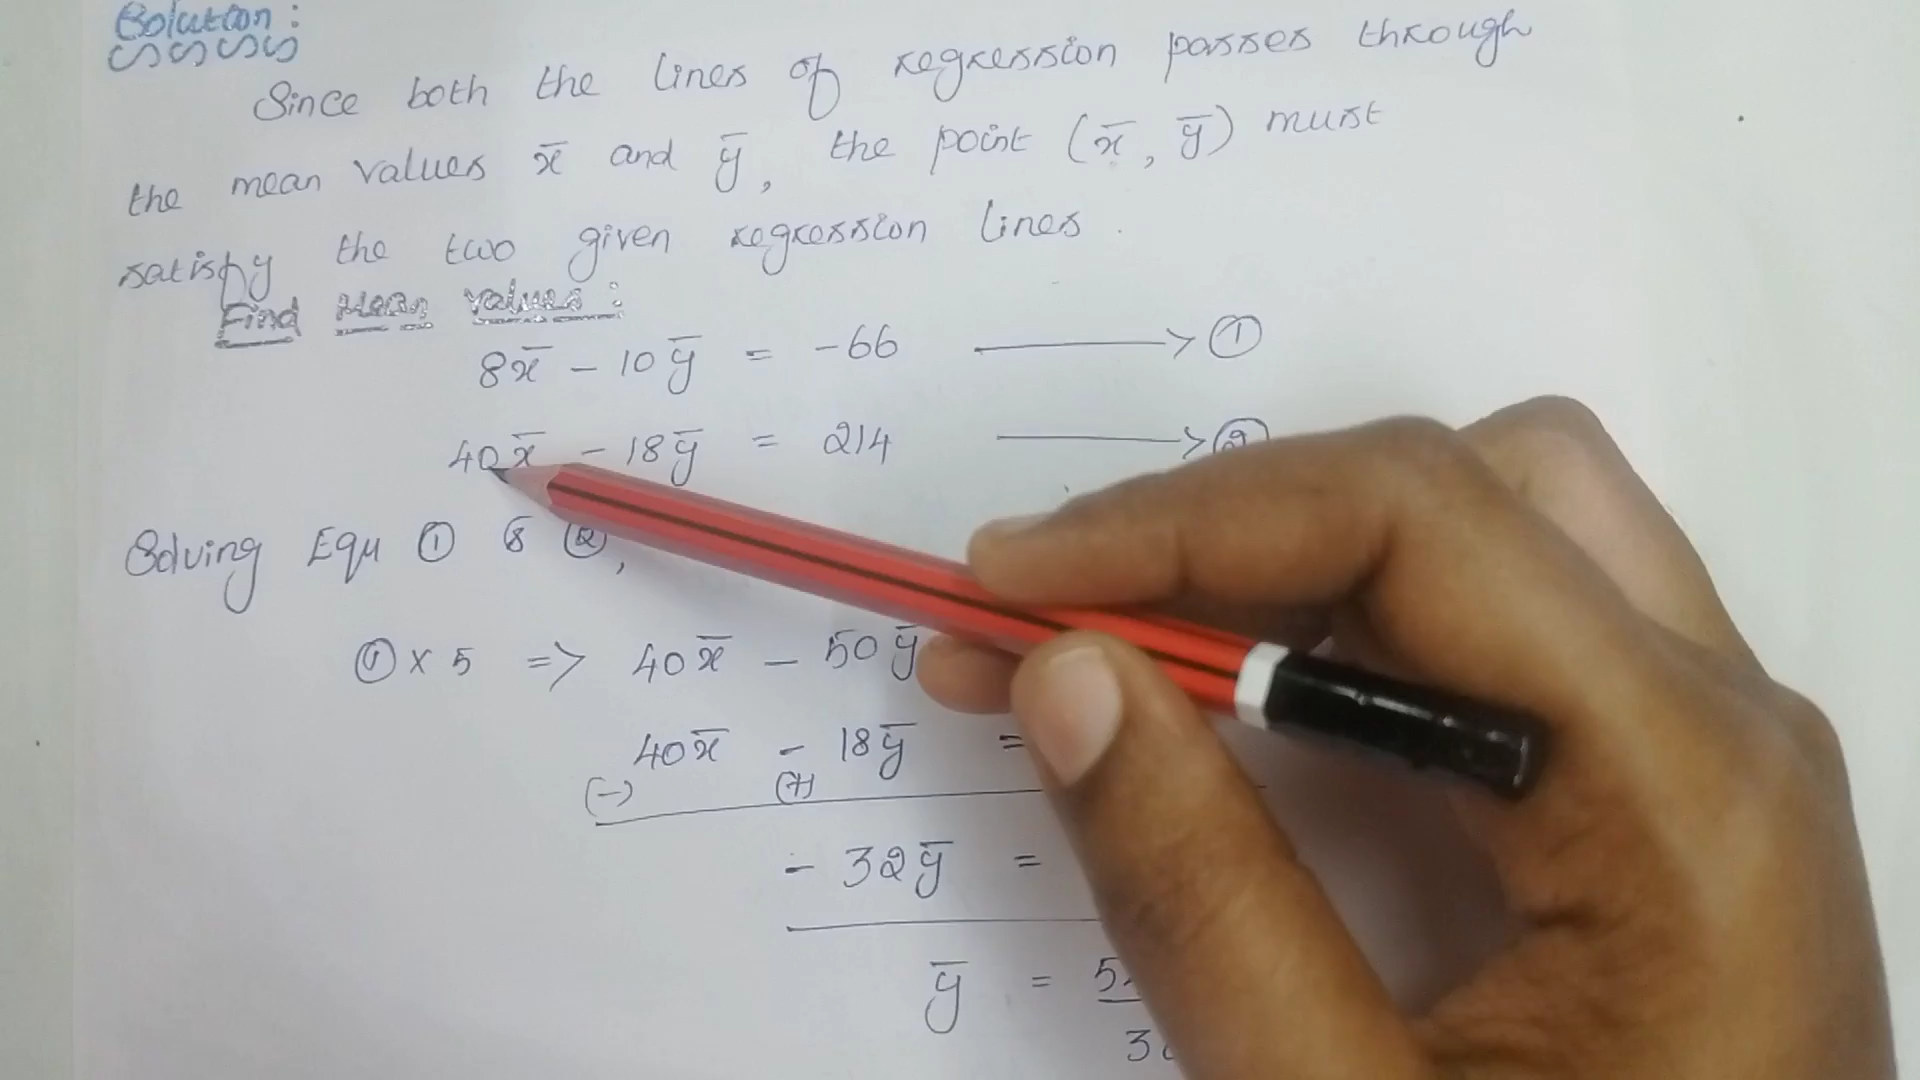 Solution:
Since both the lines of regression passes through
the mean values x̄ and ȳ, the point (x̄, ȳ) must
satisfy the two given regression lines.
Find Mean values:
8x̄ - 10ȳ = -66 ⟶ ①
40x̄ - 18ȳ = 214 ⟶ ②
Solving Equ ① & ②,
① x 5 => 40x̄ - 50ȳ
40x̄ - 18ȳ =
(-) (+)
- 32ȳ =
ȳ = 5
3